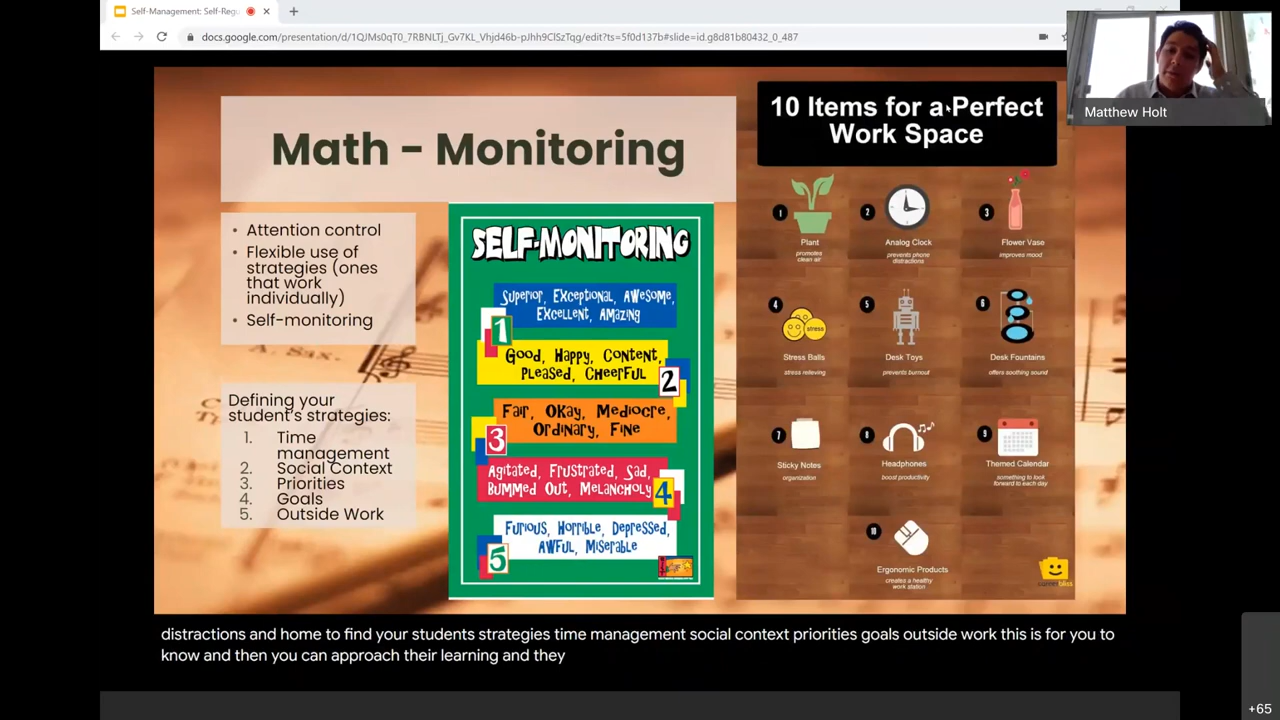 Self-Management: Self-Regu
docs.google.com/presentation/d/1QJMs0qT0_7RBNLTj_Gv7KL_Vhjd46b-pJhh9ClSzTqg/edit?ts=5f0d137b#slide=id.g8d81b80432_0_487
Matthew Holt
Math - Monitoring
• Attention control
• Flexible use of
strategies (ones
that work
individually)
• Self-monitoring
Defining your
student's strategies:
1. Time
management
2. Social Context
3. Priorities
4. Goals
5. Outside Work
SELF-MONITORING
Superior, Exceptional, Awesome,
Excellent, Amazing
1
Good, Happy, Content,
Pleased, Cheerful
2
Fair, Okay, Mediocre,
Ordinary, Fine
3
Agitated, Frustrated, Sad,
Bummed Out, Melancholy
4
Furious, Horrible, Depressed,
Awful, Miserable
5
10 Items for a Perfect
Work Space
1
Plant
promotes
clean air
2
Analog Clock
prevents phone
distractions
3
Flower Vase
improves mood
4
stress
Stress Balls
stress relieving
5
Desk Toys
prevents burnout
6
Desk Fountains
offers soothing sound
7
Sticky Notes
organization
8
Headphones
boost productivity
9
Themed Calendar
something to look
forward to each day
10
Ergonomic Products
creates a healthy
work station
careerbliss
distractions and home to find your students strategies time management social context priorities goals outside work this is for you to
know and then you can approach their learning and they
+65